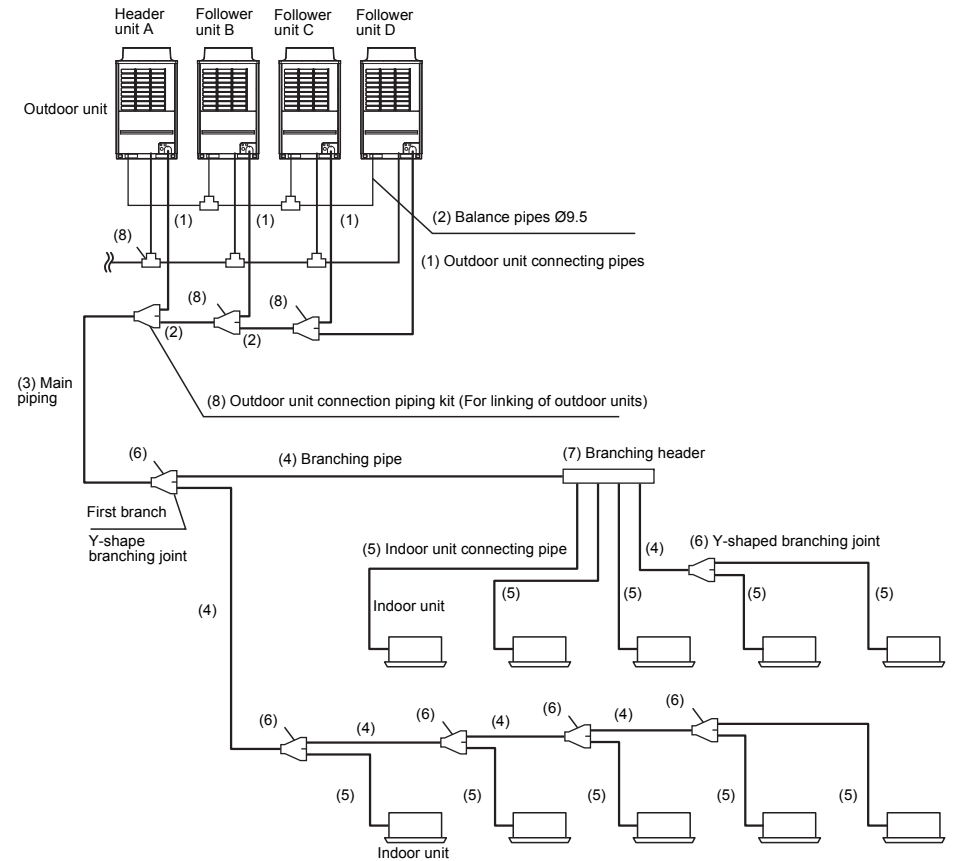 Header unit A
Follower unit B
Follower unit C
Follower unit D
Outdoor unit
(1)
(1)
(1)
(2) Balance pipes Ø9.5
(8)
(1) Outdoor unit connecting pipes
(8)
(8)
(2)
(2)
(3) Main piping
(8) Outdoor unit connection piping kit (For linking of outdoor units)
(6)
(4) Branching pipe
(7) Branching header
First branch
Y-shape branching joint
(5) Indoor unit connecting pipe
(4)
(6) Y-shaped branching joint
(4)
Indoor unit
(5)
(5)
(5)
(5)
(6)
(4)
(6)
(4)
(6)
(4)
(6)
(5)
(5)
(5)
(5)
(5)
Indoor unit